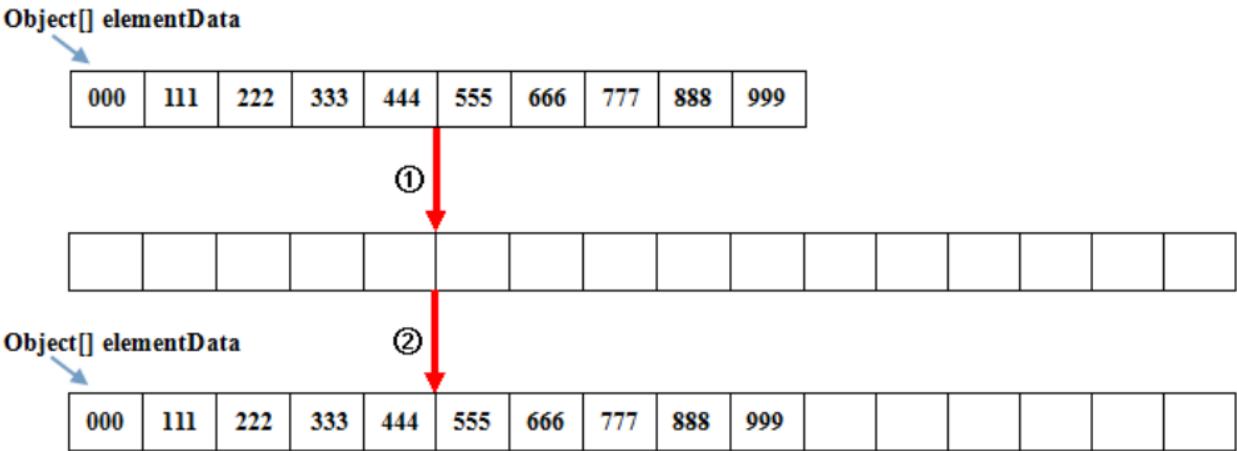 Object[] elementData
000 111 222 333 444 555 666 777 888 999
①
②
Object[] elementData
000 111 222 333 444 555 666 777 888 999